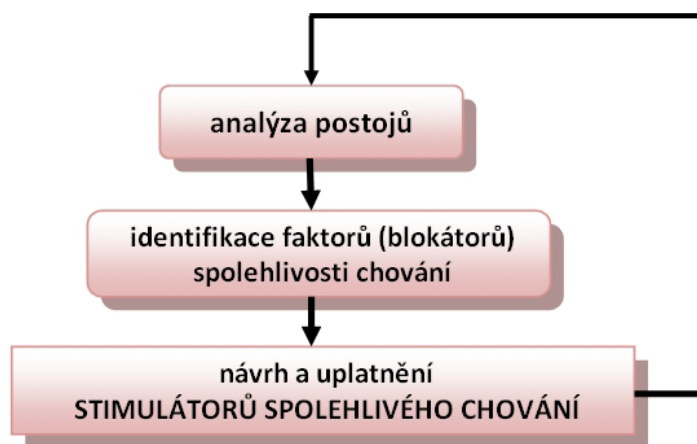 analýza postojů
identifikace faktorů (blokátorů)
spolehlivosti chování
návrh a uplatnění
STIMULÁTORŮ SPOLEHLIVÉHO CHOVÁNÍ